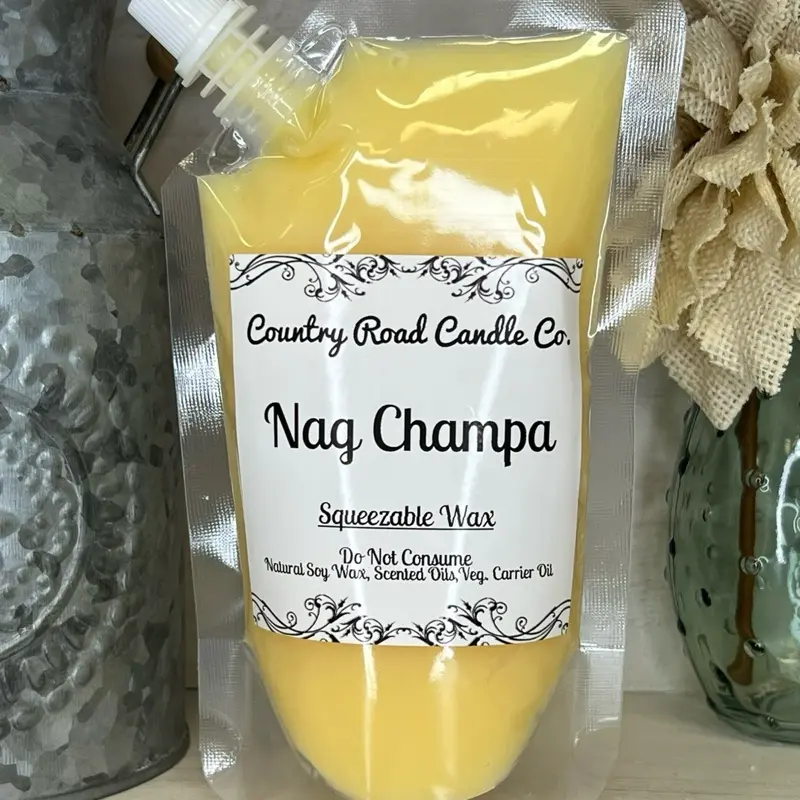 Country Road Candle Co.
Nag Champa
Squeezable Wax
Do Not Consume
Natural Soy Wax, Scented Oils,Veg. Carrier Oil